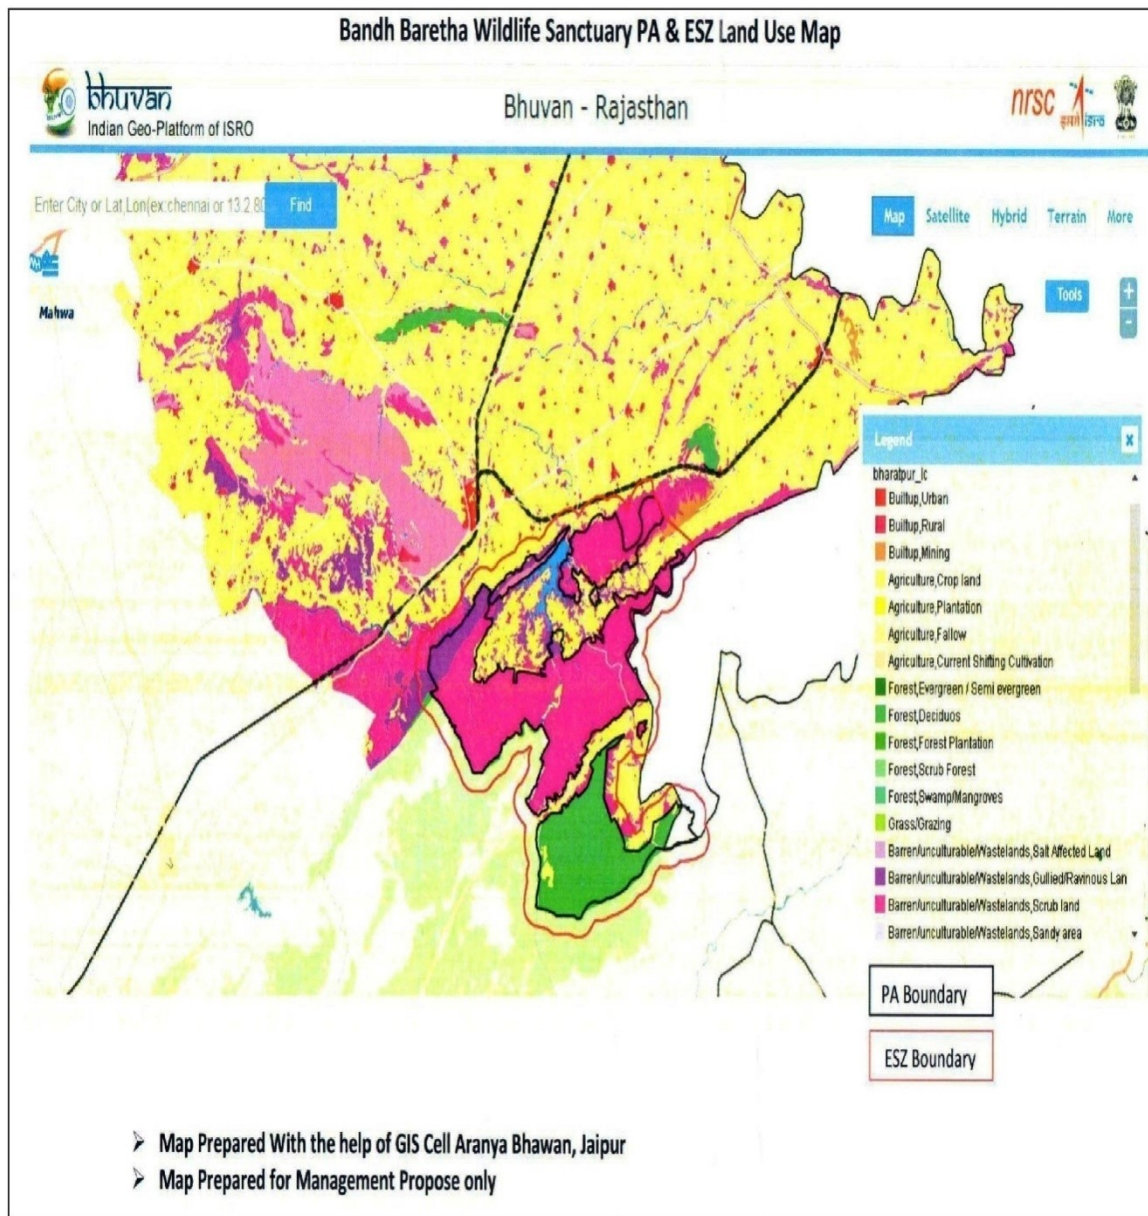 Bandh Baretha Wildlife Sanctuary PA & ESZ Land Use Map
bhuvan
Indian Geo-Platform of ISRO
Bhuvan - Rajasthan
nrsc
इसरो isro
Enter City or Lat,Lon(ex:chennai or 13.2,80
Find
Map Satellite Hybrid Terrain More
NH
Mahwa
Tools
+
-
Legend
x
bharatpur_lc
Builtup,Urban
Builtup,Rural
Builtup,Mining
Agriculture,Crop land
Agriculture,Plantation
Agriculture,Fallow
Agriculture,Current Shifting Cultivation
Forest,Evergreen / Semi evergreen
Forest,Deciduos
Forest,Forest Plantation
Forest,Scrub Forest
Forest,Swamp/Mangroves
Grass/Grazing
Barren/unculturable/Wastelands,Salt Affected Land
Barren/unculturable/Wastelands,Gullied/Ravinous Lan
Barren/unculturable/Wastelands,Scrub land
Barren/unculturable/Wastelands,Sandy area
PA Boundary
ESZ Boundary
➢ Map Prepared With the help of GIS Cell Aranya Bhawan, Jaipur
➢ Map Prepared for Management Propose only